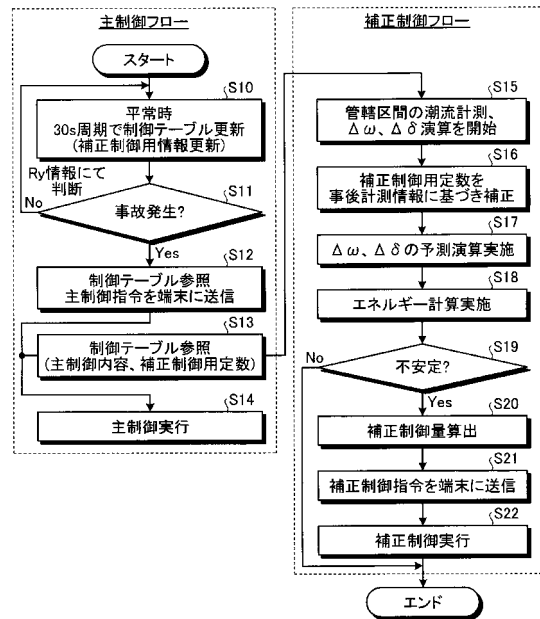 主制御フロー
スタート
S10
平常時
30s周期で制御テーブル更新
(補正制御用情報更新)
Ry情報にて
判断
No
S11
事故発生?
Yes
S12
制御テーブル参照
主制御指令を端末に送信
S13
制御テーブル参照
(主制御内容、補正制御用定数)
S14
主制御実行
補正制御フロー
S15
管轄区間の潮流計測、
Δω、Δδ演算を開始
S16
補正制御用定数を
事後計測情報に基づき補正
S17
Δω、Δδの予測演算実施
S18
エネルギー計算実施
No
S19
不安定?
Yes
S20
補正制御量算出
S21
補正制御指令を端末に送信
S22
補正制御実行
エンド